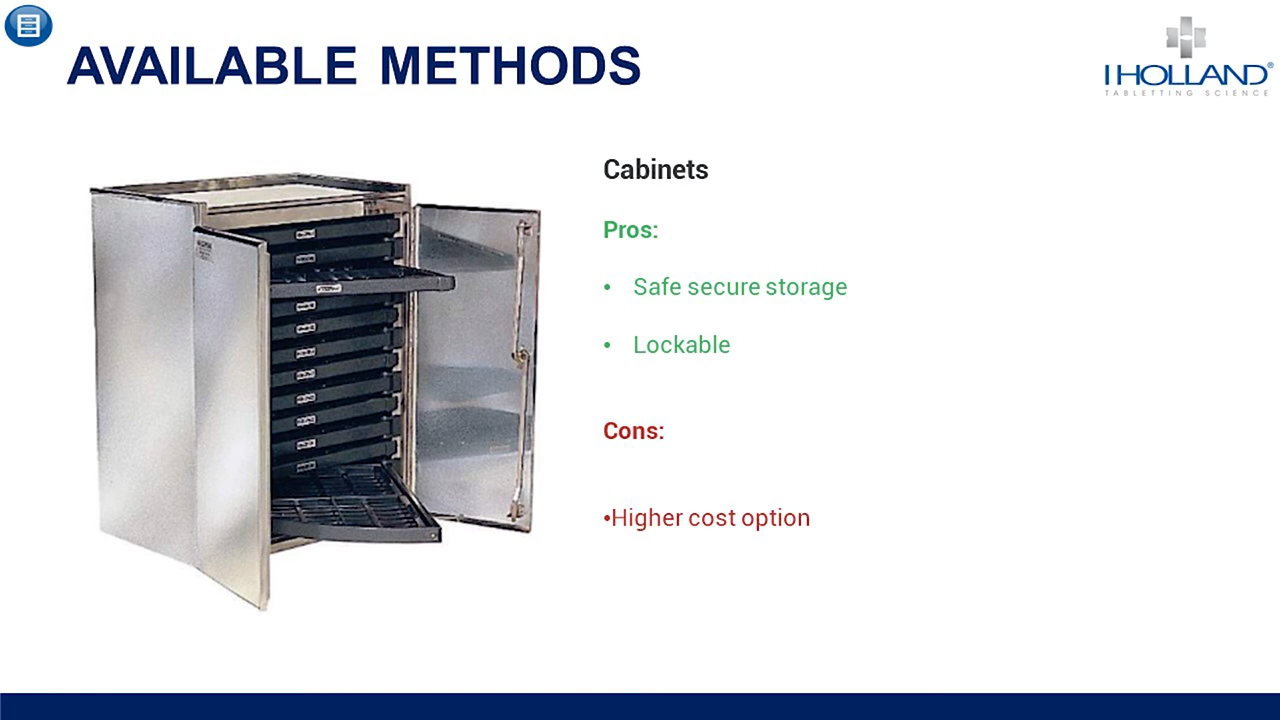 AVAILABLE METHODS
I HOLLAND®
TABLETTING SCIENCE
Cabinets
Pros:
• Safe secure storage
• Lockable
Cons:
•Higher cost option